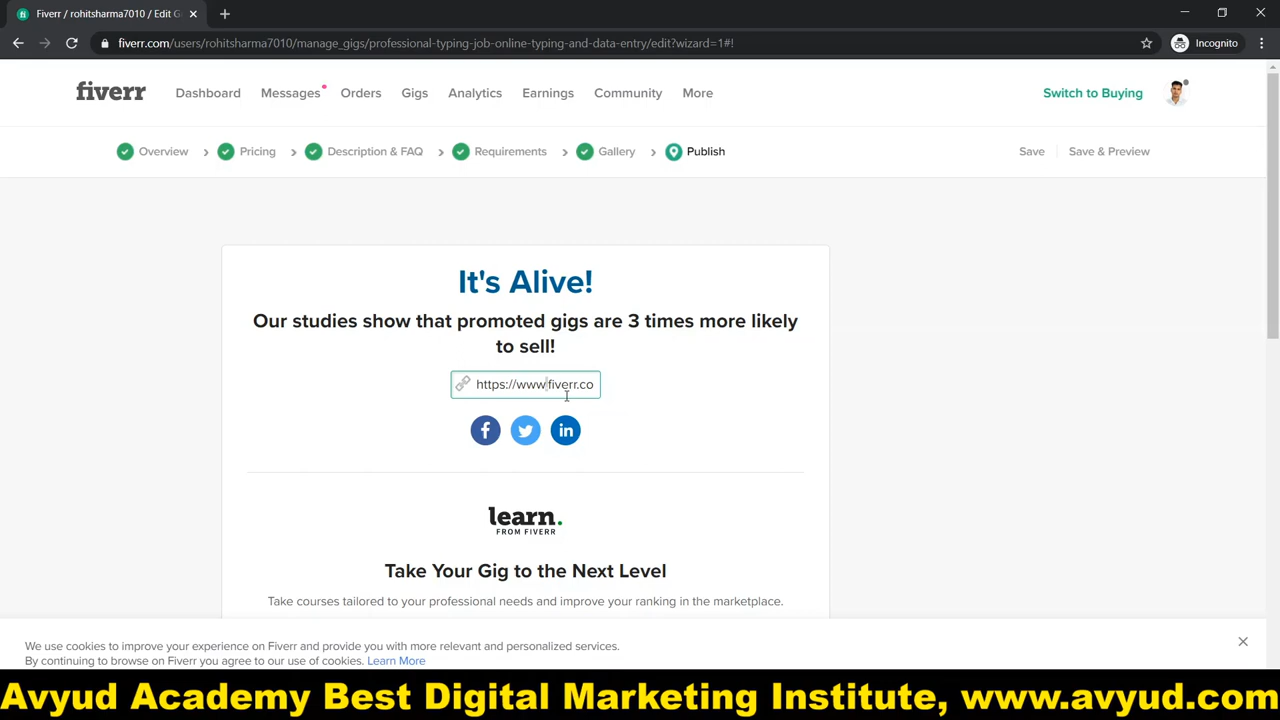 Fiverr / rohitsharma7010 / Edit G
fiverr.com/users/rohitsharma7010/manage_gigs/professional-typing-job-online-typing-and-data-entry/edit?wizard=1#!
Incognito
fiverr
Dashboard
Messages
Orders
Gigs
Analytics
Earnings
Community
More
Switch to Buying
Overview
Pricing
Description & FAQ
Requirements
Gallery
Publish
Save
Save & Preview
It's Alive!
Our studies show that promoted gigs are 3 times more likely
to sell!
https://www.fiverr.co
learn.
FROM FIVERR
Take Your Gig to the Next Level
Take courses tailored to your professional needs and improve your ranking in the marketplace.
We use cookies to improve your experience on Fiverr and provide you with more relevant and personalized services.
By continuing to browse on Fiverr you agree to our use of cookies. Learn More
Avyud Academy Best Digital Marketing Institute, www.avyud.com